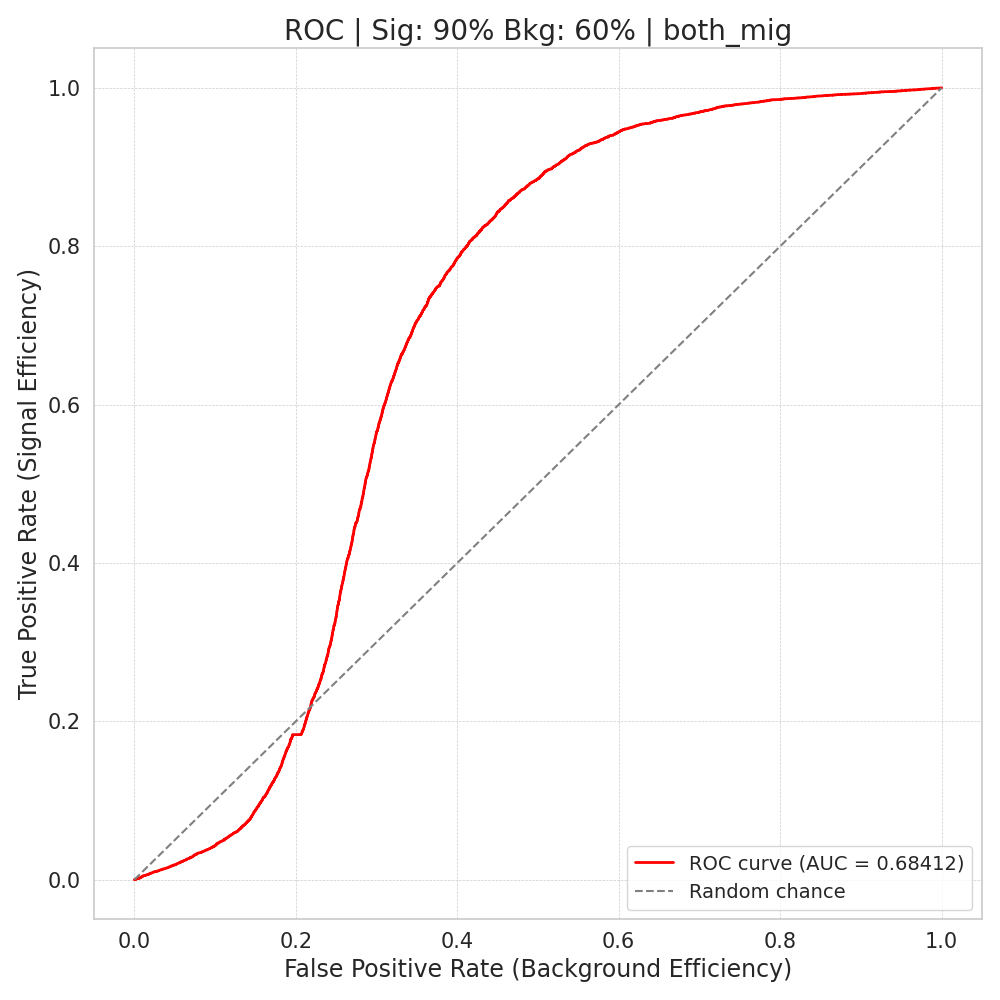 ROC | Sig: 90% Bkg: 60% | both_mig
True Positive Rate (Signal Efficiency)
1.0
0.8
0.6
0.4
0.2
0.0
ROC curve (AUC = 0.68412)
Random chance
0.0 0.2 0.4 0.6 0.8 1.0
False Positive Rate (Background Efficiency)